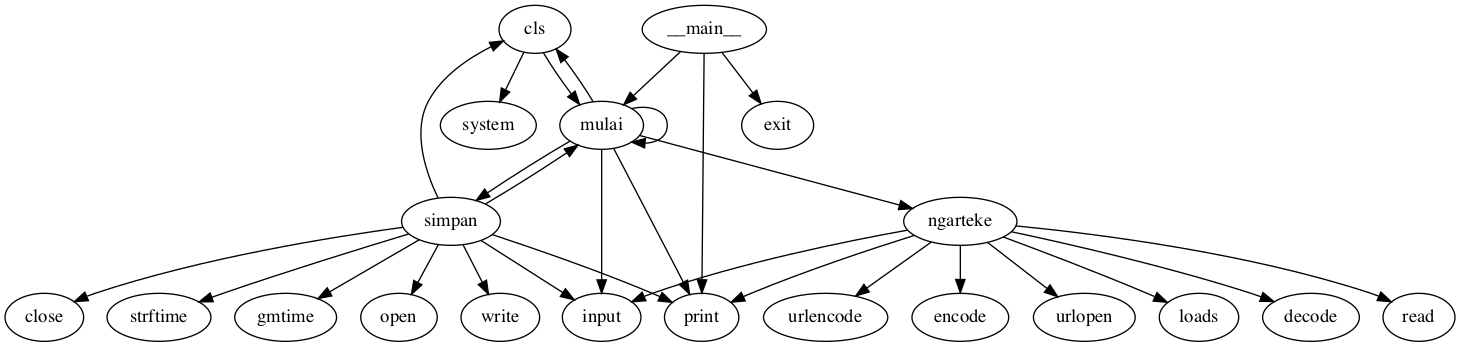 cls
__main__
system
mulai
exit
simpan
ngarteke
close
strftime
gmtime
open
write
input
print
urlencode
encode
urlopen
loads
decode
read